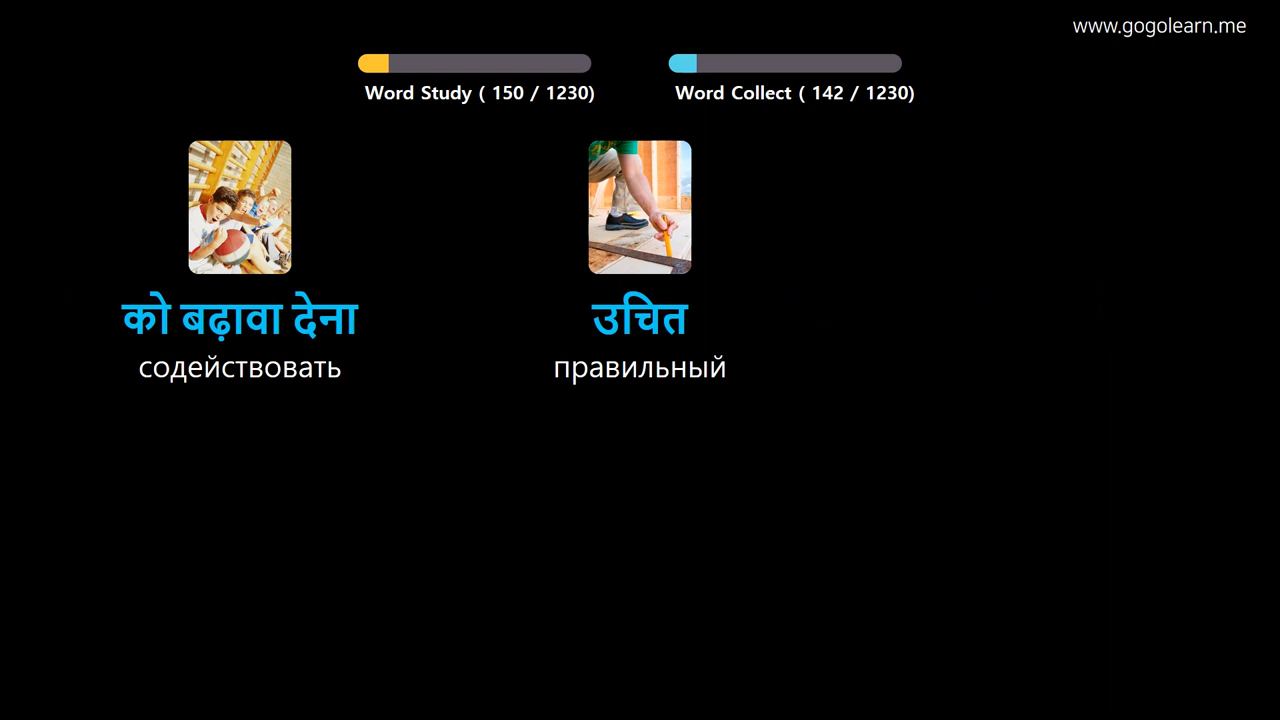 www.gogolearn.me
Word Study ( 150 / 1230)
Word Collect ( 142 / 1230)
को बढ़ावा देना
содействовать
उचित
правильный